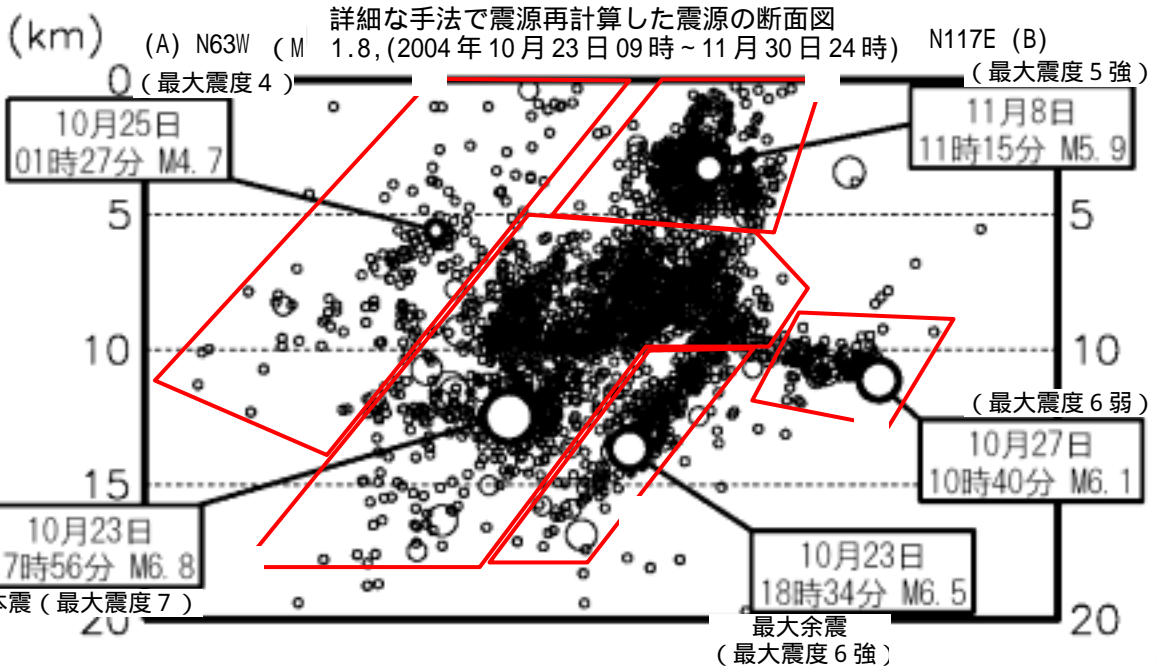 詳細な手法で震源再計算した震源の断面図
(km) (A) N63W (M 1.8, (2004年10月23日09時~11月30日24時) N117E (B)
0 (最大震度4) (最大震度5強)
10月25日
01時27分 M4.7
11月8日
11時15分 M5.9
5 5
10 10
(最大震度6弱)
10月27日
10時40分 M6.1
15
10月23日
7時56分 M6.8
本震(最大震度7)
10月23日
18時34分 M6.5
20 20
最大余震
(最大震度6強)